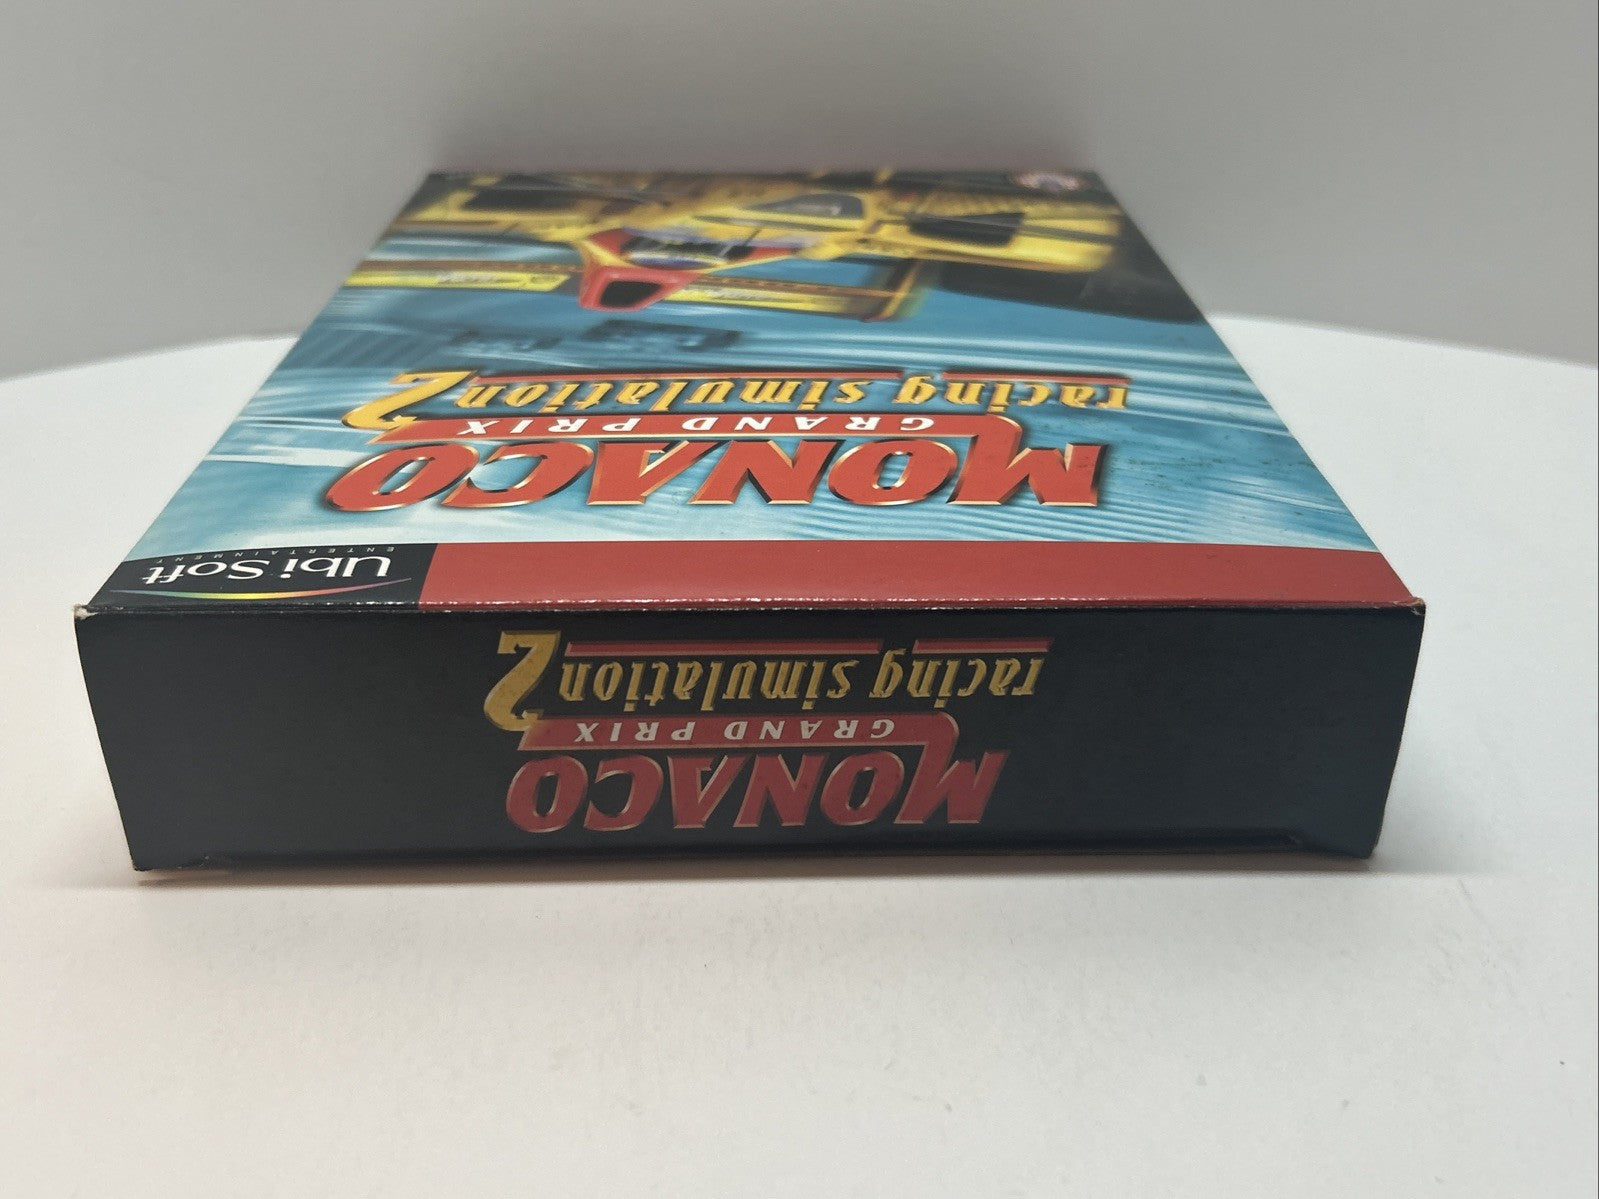 MONACO
GRAND PRIX
racing simulation 2
Ubi Soft
ENTERTAINMENT
MONACO
GRAND PRIX
racing simulation 2